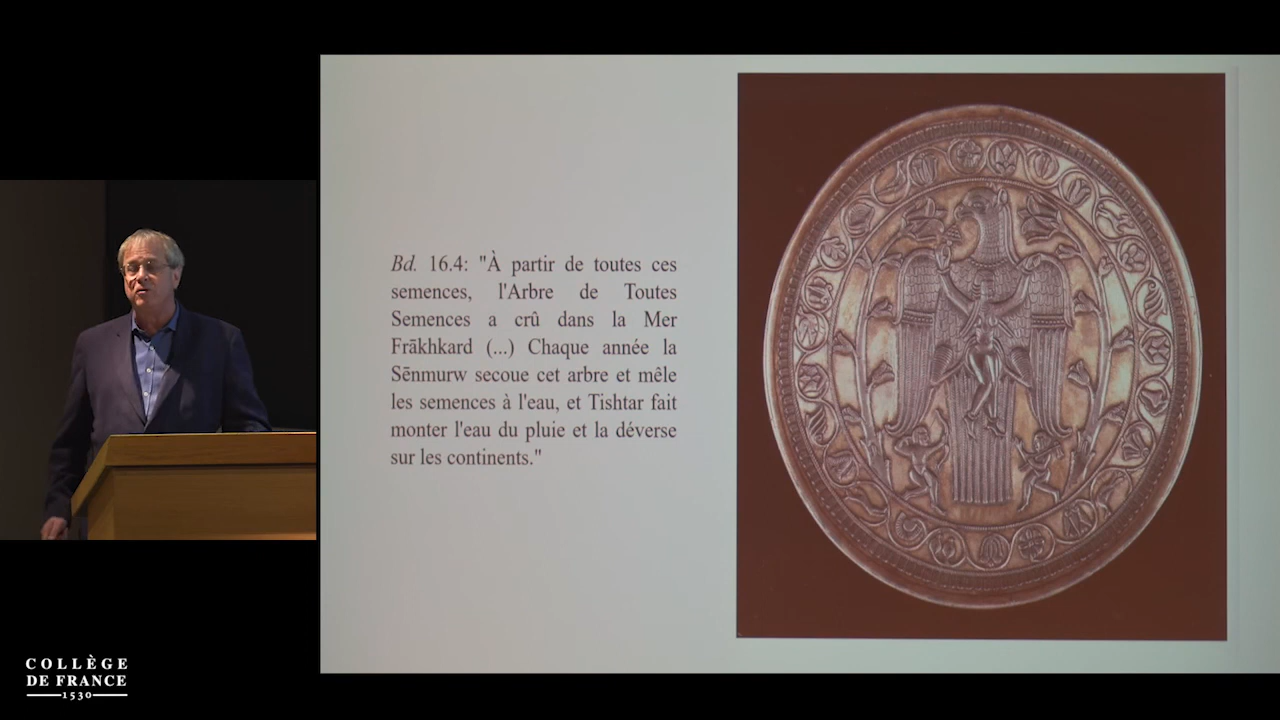 Bd. 16.4: "À partir de toutes ces
semences, l'Arbre de Toutes
Semences a crû dans la Mer
Frākhkard (...) Chaque année la
Sēnmurw secoue cet arbre et mêle
les semences à l'eau, et Tishtar fait
monter l'eau du pluie et la déverse
sur les continents."
COLLÈGE
DE FRANCE
1530